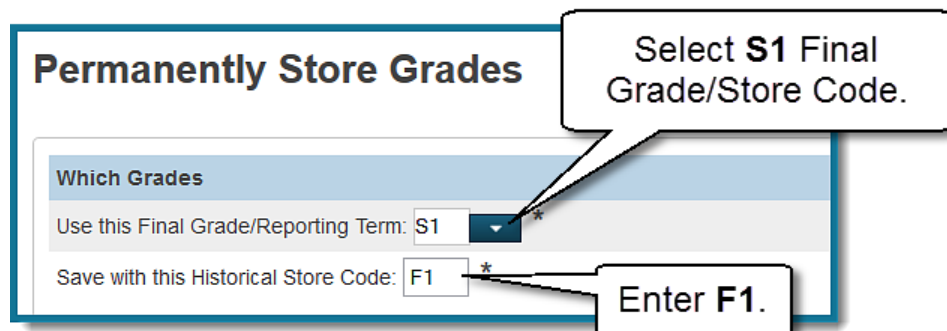 Permanently Store Grades
Select S1 Final
Grade/Store Code.
Which Grades
Use this Final Grade/Reporting Term: S1 *
Save with this Historical Store Code: F1 *
Enter F1.